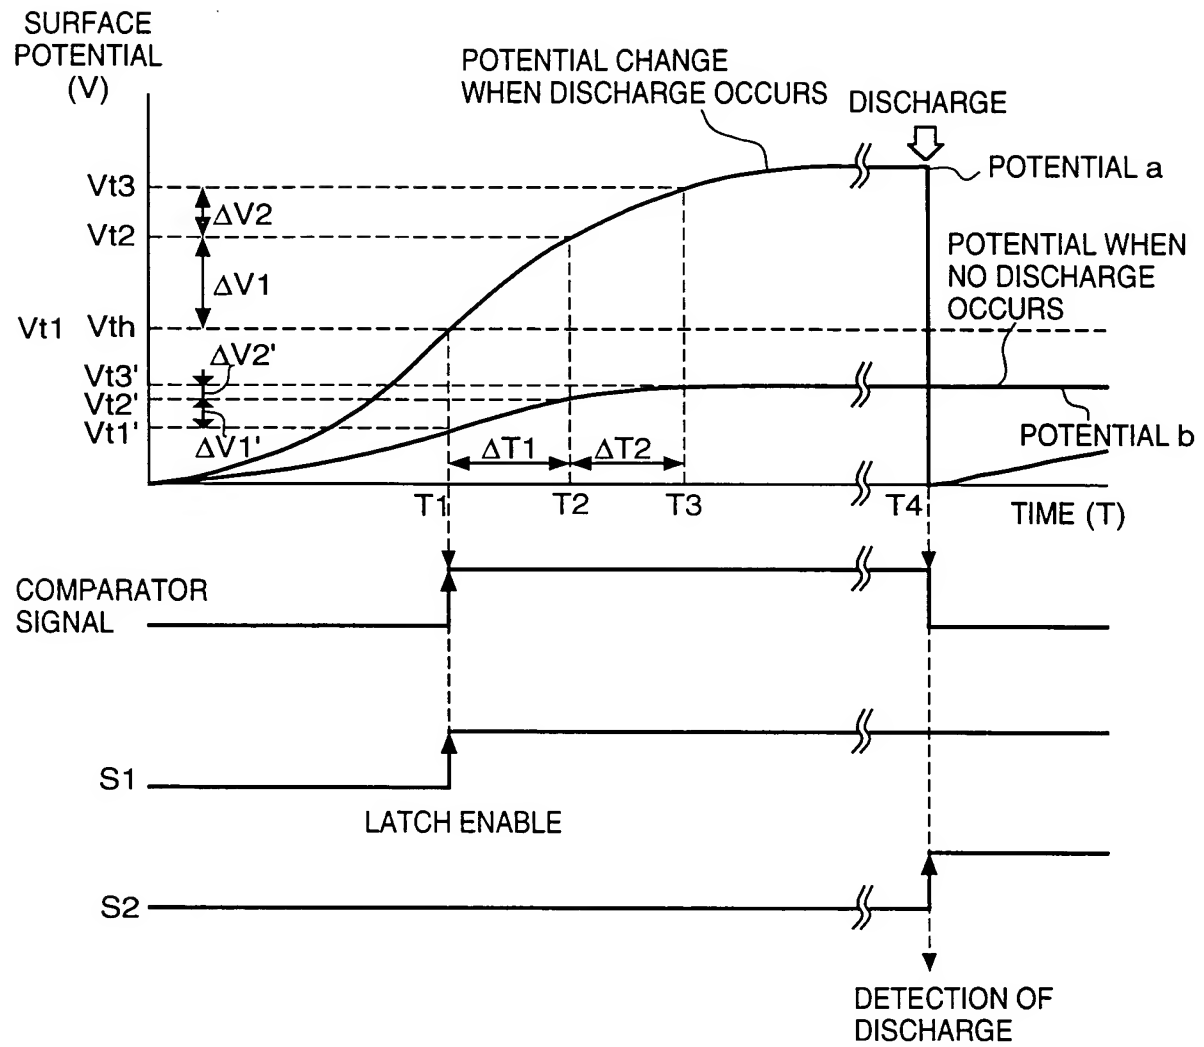 SURFACE
POTENTIAL
(V)
POTENTIAL CHANGE
WHEN DISCHARGE OCCURS
DISCHARGE
POTENTIAL a
Vt3
ΔV2
Vt2
POTENTIAL WHEN
NO DISCHARGE
OCCURS
ΔV1
Vt1 Vth
ΔV2'
Vt3'
Vt2'
Vt1'
ΔV1'
ΔT1 ΔT2
POTENTIAL b
T1 T2 T3 T4
TIME (T)
COMPARATOR
SIGNAL
S1
LATCH ENABLE
S2
DETECTION OF
DISCHARGE